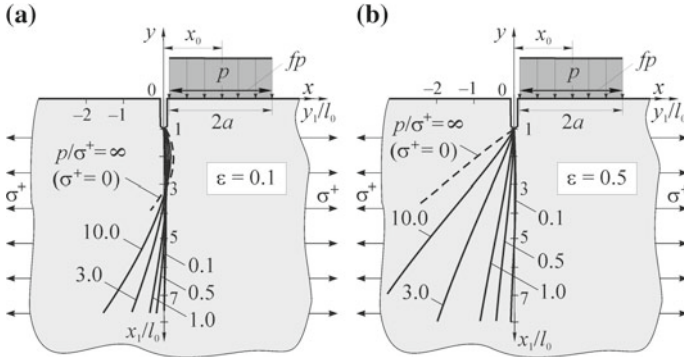 (a)
y
x₀
fp
p
0
x
y₁/l₀
−2
−1
2a
1
p/σ⁺= ∞
(σ⁺= 0)
3
ε = 0.1
σ⁺
σ⁺
10.0
5
0.1
3.0
0.5
7
1.0
x₁/l₀
(b)
y
x₀
fp
p
0
x
y₁/l₀
−2
−1
2a
1
p/σ⁺= ∞
(σ⁺= 0)
3
ε = 0.5
σ⁺
σ⁺
10.0
0.1
5
0.5
3.0
1.0
7
x₁/l₀